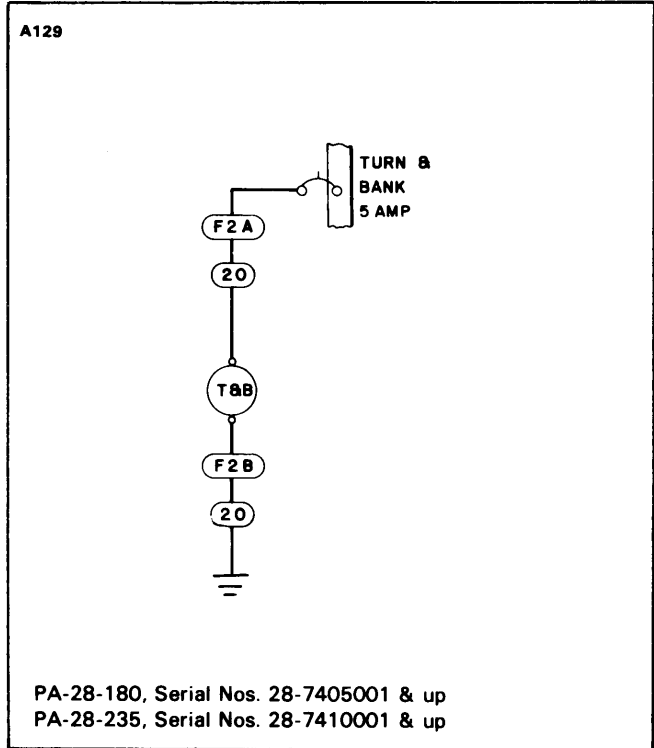 A129
TURN &
BANK
5 AMP
F2A
20
T&B
F2B
20
PA-28-180, Serial Nos. 28-7405001 & up
PA-28-235, Serial Nos. 28-7410001 & up